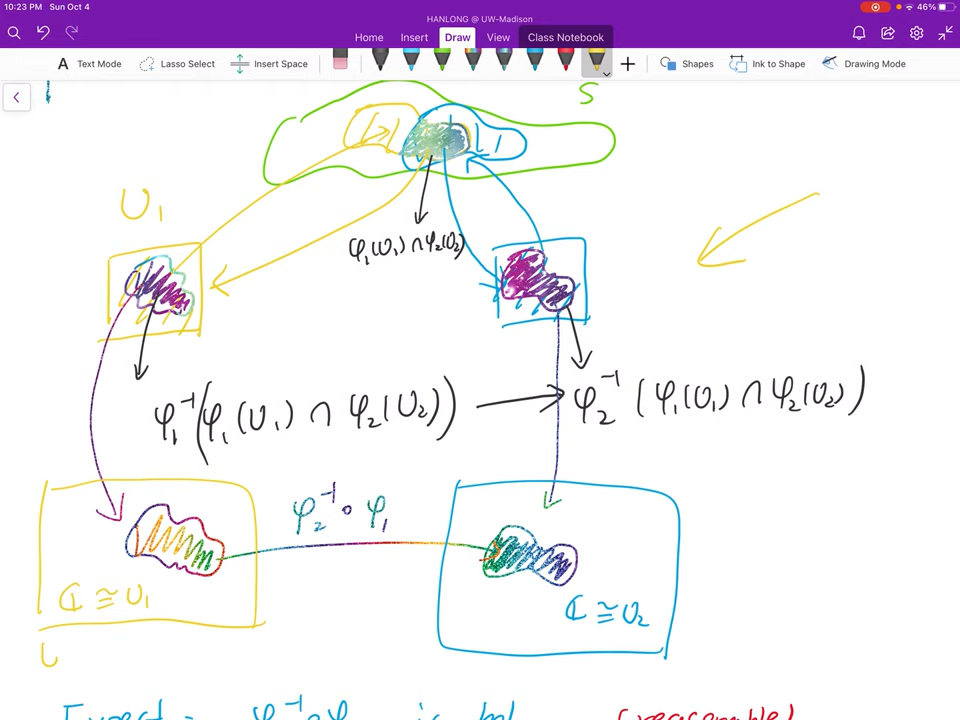 10:23 PM Sun Oct 4
46%
HANLONG @ UW-Madison
Home Insert Draw View Class Notebook
A Text Mode Lasso Select Insert Space Shapes Ink to Shape Drawing Mode
S
U₁
φ₁(U₁) ∩ φ₂(U₂)
φ₁⁻¹(φ₁(U₁) ∩ φ₂(U₂)) → φ₂⁻¹(φ₁(U₁) ∩ φ₂(U₂))
φ₂⁻¹ ∘ φ₁
ℂ ≅ U₁
ℂ ≅ U₂